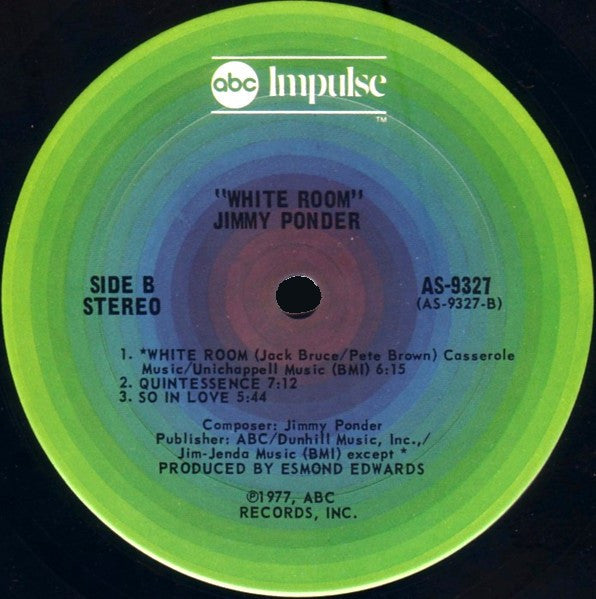 abc Impulse
TM
"WHITE ROOM"
JIMMY PONDER
SIDE B
STEREO
AS-9327
(AS-9327-B)
1. *WHITE ROOM (Jack Bruce/Pete Brown) Casserole
Music/Unichappell Music (BMI) 6:15
2. QUINTESSENCE 7:12
3. SO IN LOVE 5:44
Composer: Jimmy Ponder
Publisher: ABC/Dunhill Music, Inc.,/
Jim-Jenda Music (BMI) except *
PRODUCED BY ESMOND EDWARDS
℗1977, ABC
RECORDS, INC.